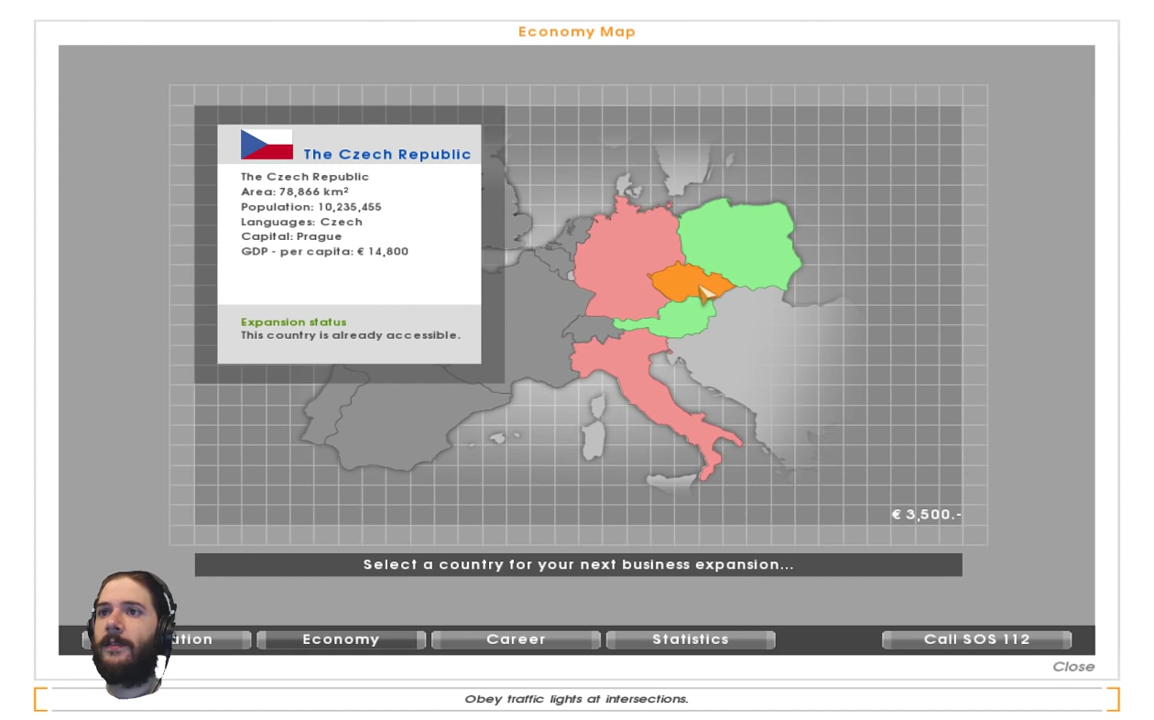 Economy Map
The Czech Republic
The Czech Republic
Area: 78,866 km²
Population: 10,235,455
Languages: Czech
Capital: Prague
GDP - per capita: € 14,800
Expansion status
This country is already accessible.
€ 3,500.-
Select a country for your next business expansion...
Economy
Career
Statistics
Call SOS 112
Close
Obey traffic lights at intersections.